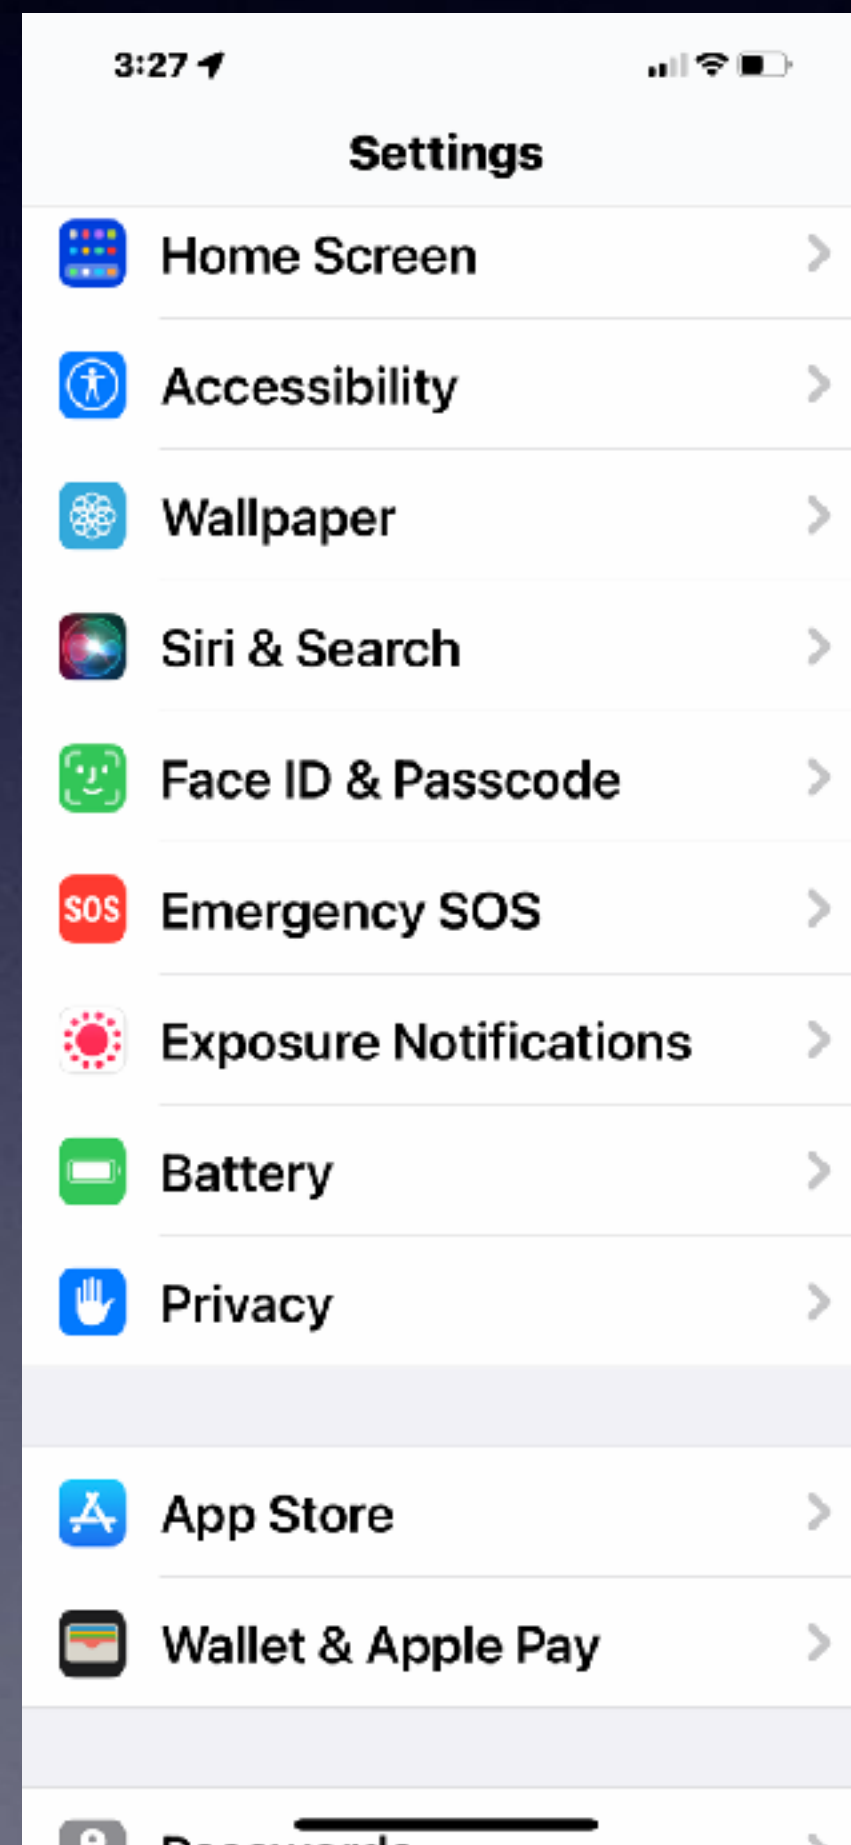 3:27
Settings
Home Screen
Accessibility
Wallpaper
Siri & Search
Face ID & Passcode
SOS Emergency SOS
Exposure Notifications
Battery
Privacy
App Store
Wallet & Apple Pay
Passwords